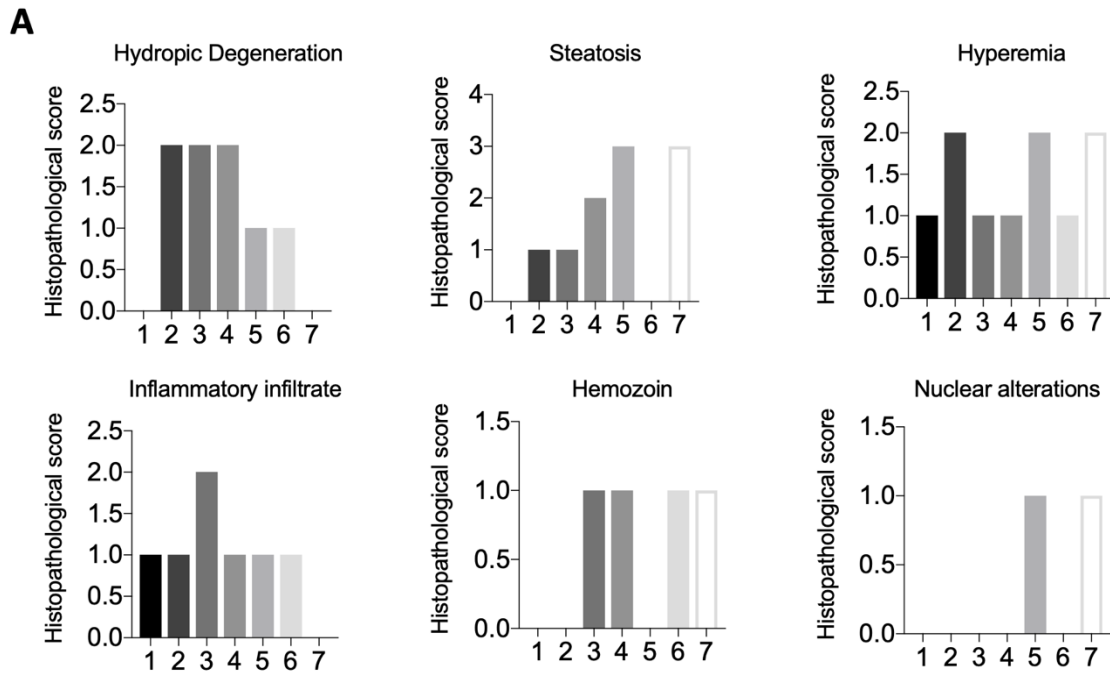 A
Hydropic Degeneration
Histopathological score
2.5
2.0
1.5
1.0
0.5
0.0
1 2 3 4 5 6 7
Steatosis
Histopathological score
4
3
2
1
0
1 2 3 4 5 6 7
Hyperemia
Histopathological score
2.5
2.0
1.5
1.0
0.5
0.0
1 2 3 4 5 6 7
Inflammatory infiltrate
Histopathological score
2.5
2.0
1.5
1.0
0.5
0.0
1 2 3 4 5 6 7
Hemozoin
Histopathological score
1.5
1.0
0.5
0.0
1 2 3 4 5 6 7
Nuclear alterations
Histopathological score
1.5
1.0
0.5
0.0
1 2 3 4 5 6 7